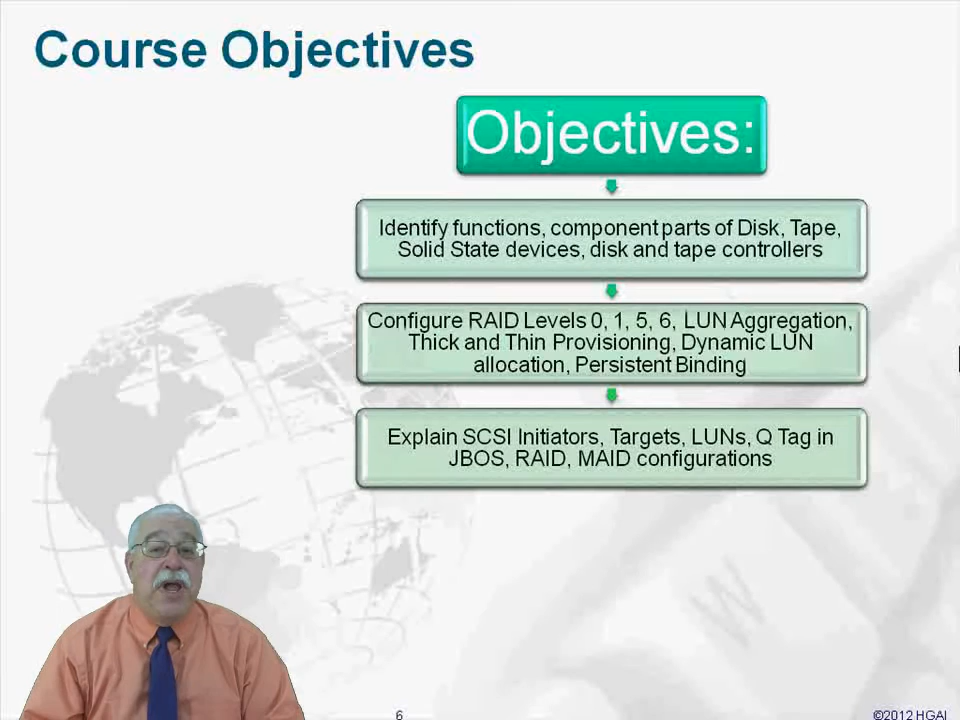 Course Objectives
Objectives:
Identify functions, component parts of Disk, Tape,
Solid State devices, disk and tape controllers
Configure RAID Levels 0, 1, 5, 6, LUN Aggregation,
Thick and Thin Provisioning, Dynamic LUN
allocation, Persistent Binding
Explain SCSI Initiators, Targets, LUNs, Q Tag in
JBOS, RAID, MAID configurations
W
6
©2012 HGAI